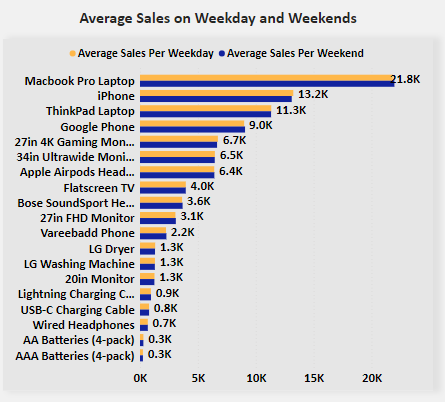 Average Sales on Weekday and Weekends
Average Sales Per Weekday Average Sales Per Weekend
Macbook Pro Laptop 21.8K
iPhone 13.2K
ThinkPad Laptop 11.3K
Google Phone 9.0K
27in 4K Gaming Mon... 6.7K
34in Ultrawide Moni... 6.5K
Apple Airpods Head... 6.4K
Flatscreen TV 4.0K
Bose SoundSport He... 3.6K
27in FHD Monitor 3.1K
Vareebadd Phone 2.2K
LG Dryer 1.3K
LG Washing Machine 1.3K
20in Monitor 1.3K
Lightning Charging C... 0.9K
USB-C Charging Cable 0.8K
Wired Headphones 0.7K
AA Batteries (4-pack) 0.3K
AAA Batteries (4-pack) 0.3K
0K 5K 10K 15K 20K